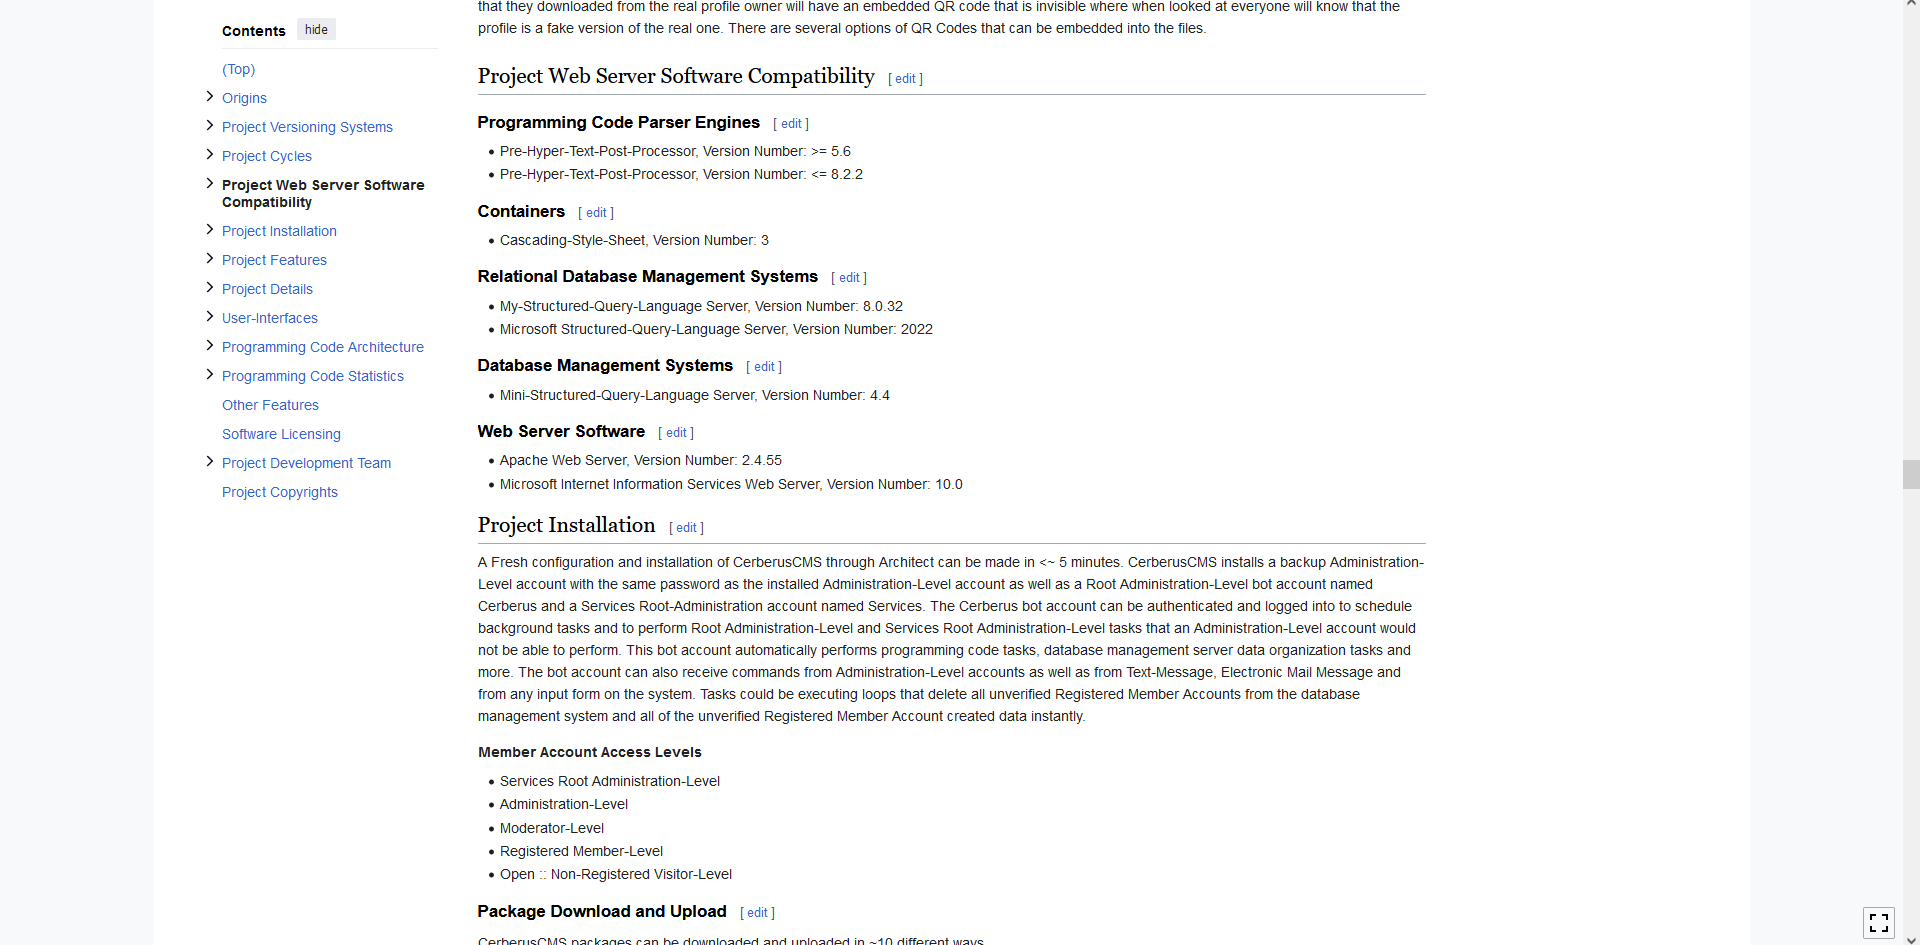 that they downloaded from the real profile owner will have an embedded QR code that is invisible where when looked at everyone will know that the
profile is a fake version of the real one. There are several options of QR Codes that can be embedded into the files.
Contents hide
(Top)
Origins
Project Versioning Systems
Project Cycles
Project Web Server Software
Compatibility
Project Installation
Project Features
Project Details
User-Interfaces
Programming Code Architecture
Programming Code Statistics
Other Features
Software Licensing
Project Development Team
Project Copyrights
Project Web Server Software Compatibility [ edit ]
Programming Code Parser Engines [ edit ]
• Pre-Hyper-Text-Post-Processor, Version Number: >= 5.6
• Pre-Hyper-Text-Post-Processor, Version Number: <= 8.2.2
Containers [ edit ]
• Cascading-Style-Sheet, Version Number: 3
Relational Database Management Systems [ edit ]
• My-Structured-Query-Language Server, Version Number: 8.0.32
• Microsoft Structured-Query-Language Server, Version Number: 2022
Database Management Systems [ edit ]
• Mini-Structured-Query-Language Server, Version Number: 4.4
Web Server Software [ edit ]
• Apache Web Server, Version Number: 2.4.55
• Microsoft Internet Information Services Web Server, Version Number: 10.0
Project Installation [ edit ]
A Fresh configuration and installation of CerberusCMS through Architect can be made in <~ 5 minutes. CerberusCMS installs a backup Administration-
Level account with the same password as the installed Administration-Level account as well as a Root Administration-Level bot account named
Cerberus and a Services Root-Administration account named Services. The Cerberus bot account can be authenticated and logged into to schedule
background tasks and to perform Root Administration-Level and Services Root Administration-Level tasks that an Administration-Level account would
not be able to perform. This bot account automatically performs programming code tasks, database management server data organization tasks and
more. The bot account can also receive commands from Administration-Level accounts as well as from Text-Message, Electronic Mail Message and
from any input form on the system. Tasks could be executing loops that delete all unverified Registered Member Accounts from the database
management system and all of the unverified Registered Member Account created data instantly.
Member Account Access Levels
• Services Root Administration-Level
• Administration-Level
• Moderator-Level
• Registered Member-Level
• Open :: Non-Registered Visitor-Level
Package Download and Upload [ edit ]
CerberusCMS packages can be downloaded and uploaded in ~10 different ways